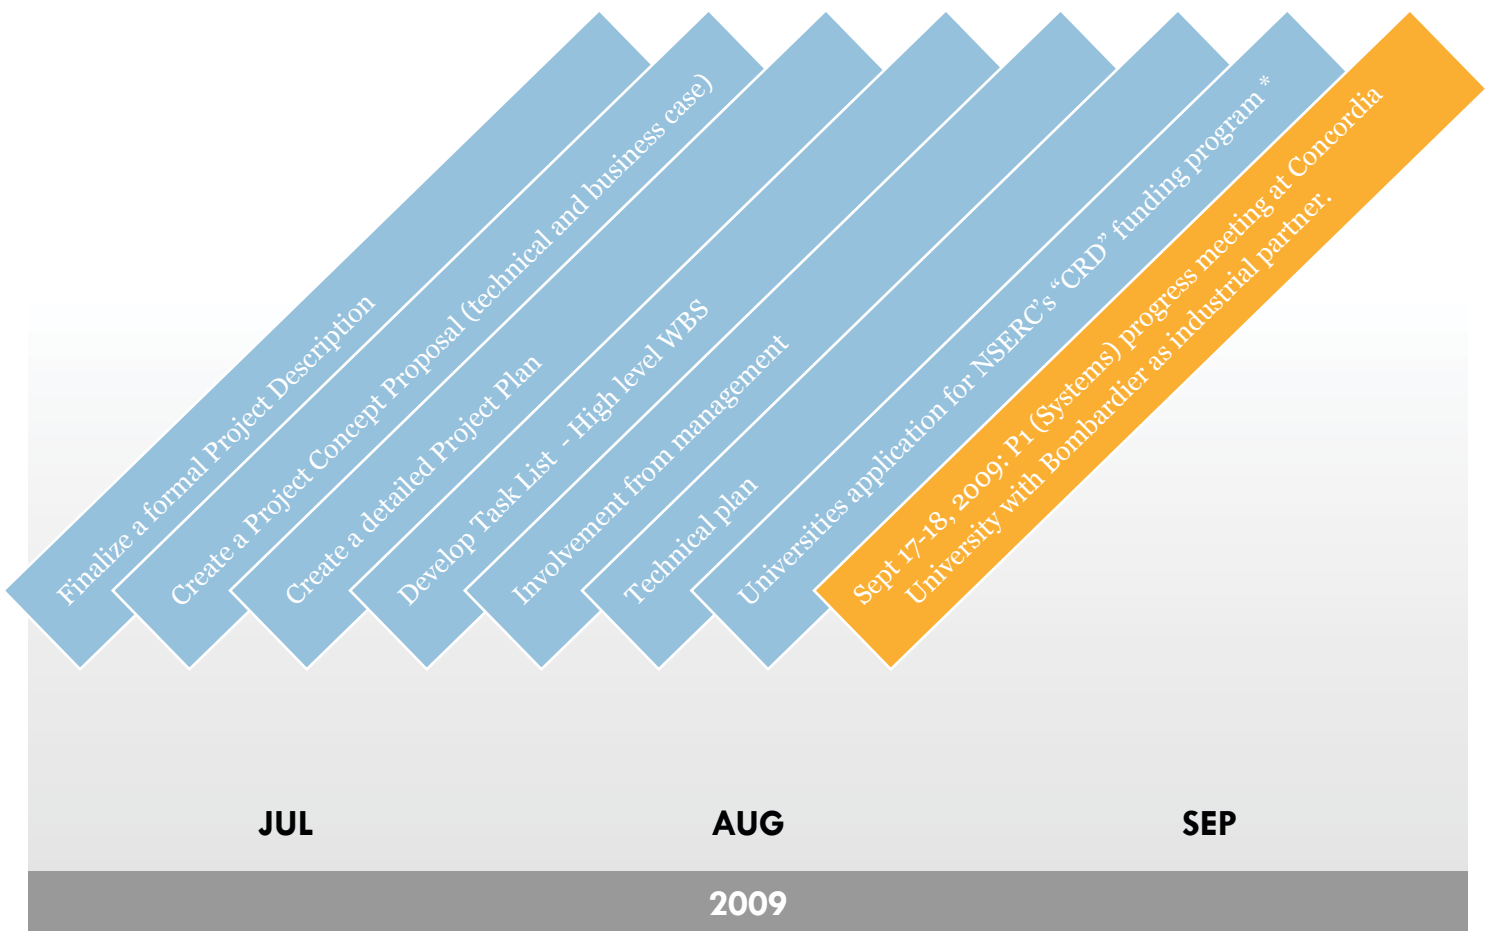 Finalize a formal Project Description
Create a Project Concept Proposal (technical and business case)
Create a detailed Project Plan
Develop Task List - High level WBS
Involvement from management
Technical plan
Universities application for NSERC's “CRD” funding program *
Sept 17-18, 2009: P1 (Systems) progress meeting at Concordia
University with Bombardier as industrial partner.
JUL
AUG
SEP
2009